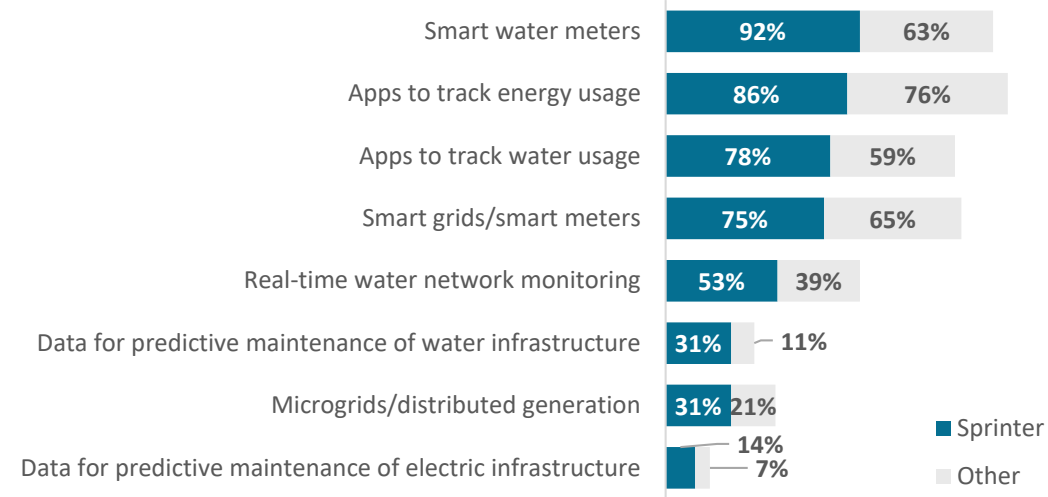 Smart water meters 92% 63%
Apps to track energy usage 86% 76%
Apps to track water usage 78% 59%
Smart grids/smart meters 75% 65%
Real-time water network monitoring 53% 39%
Data for predictive maintenance of water infrastructure 31% 11%
Microgrids/distributed generation 31% 21%
Data for predictive maintenance of electric infrastructure 14% 7%
Sprinter
Other